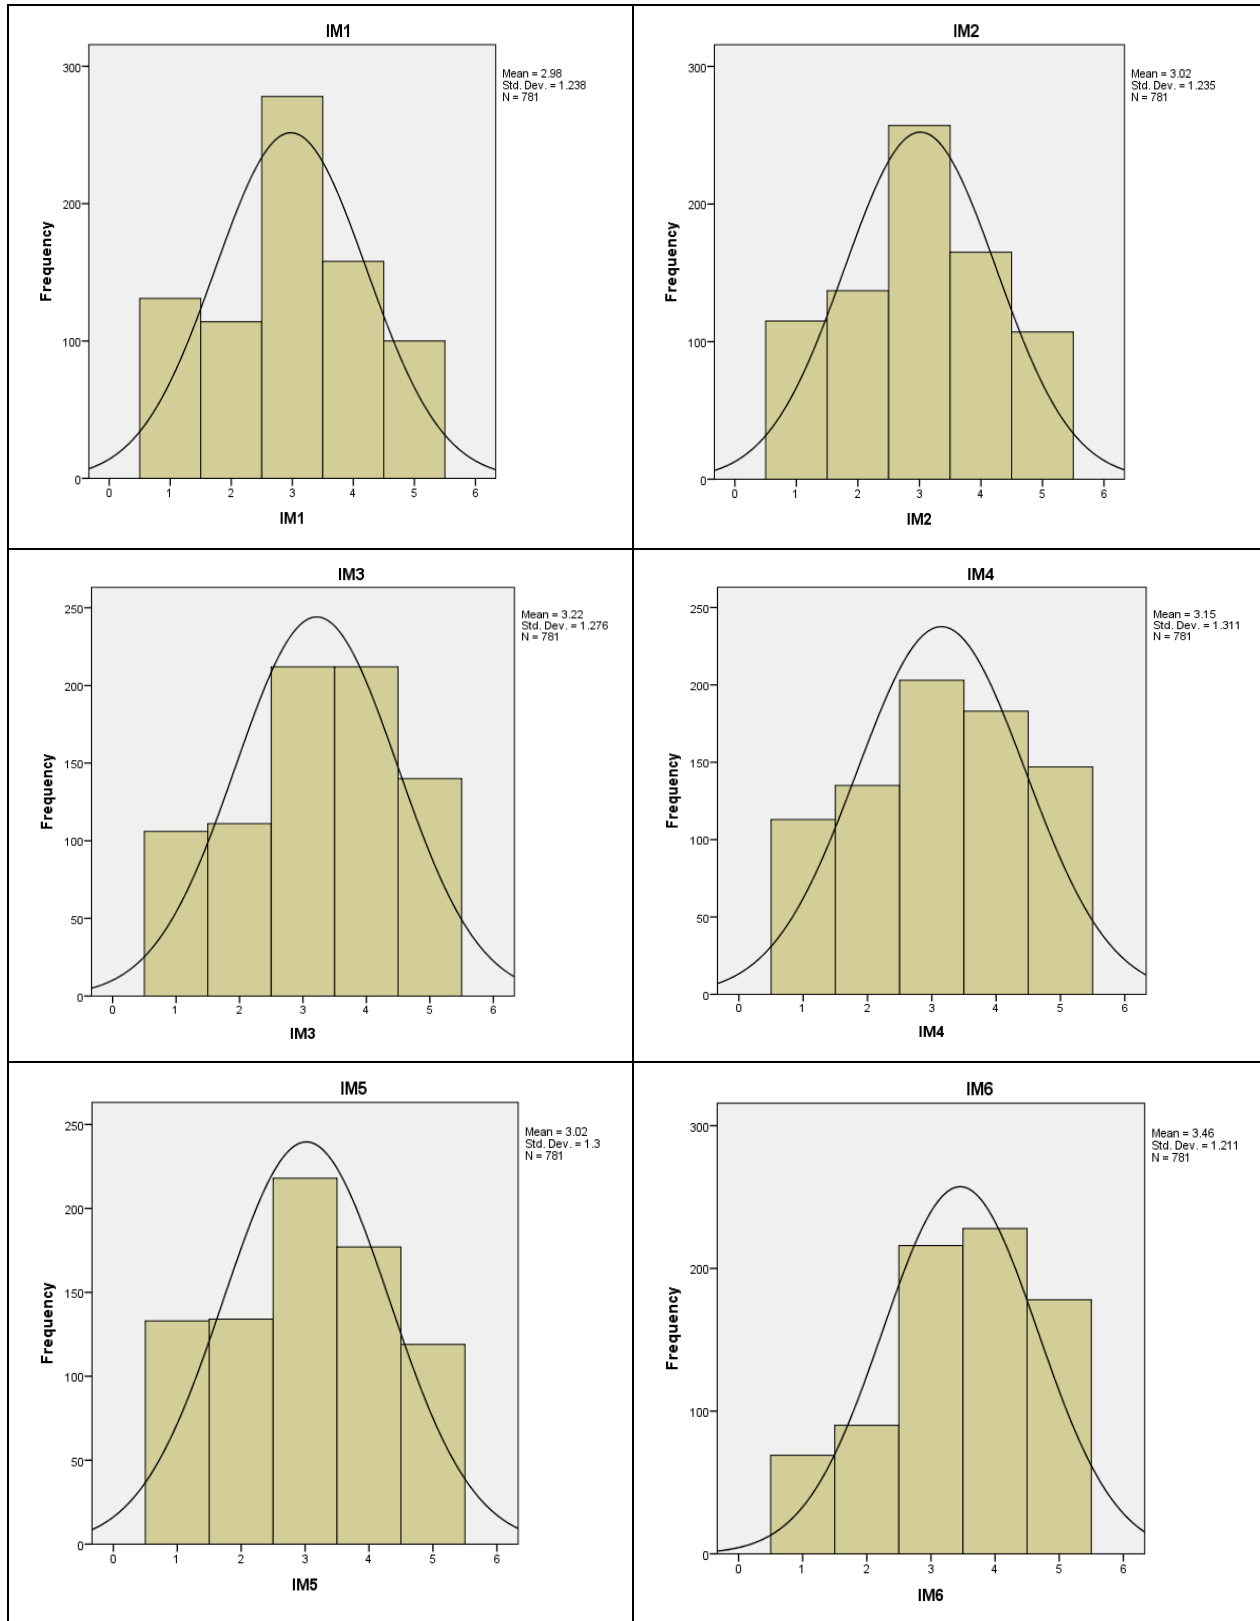 IM1
Mean = 2.98
Std. Dev. = 1.238
N = 781
Frequency
300
200
100
0
0 1 2 3 4 5 6
IM1
IM2
Mean = 3.02
Std. Dev. = 1.235
N = 781
Frequency
300
200
100
0
0 1 2 3 4 5 6
IM2
IM3
Mean = 3.22
Std. Dev. = 1.276
N = 781
Frequency
250
200
150
100
50
0
0 1 2 3 4 5 6
IM3
IM4
Mean = 3.15
Std. Dev. = 1.311
N = 781
Frequency
250
200
150
100
50
0
0 1 2 3 4 5 6
IM4
IM5
Mean = 3.02
Std. Dev. = 1.3
N = 781
Frequency
250
200
150
100
50
0
0 1 2 3 4 5 6
IM5
IM6
Mean = 3.46
Std. Dev. = 1.211
N = 781
Frequency
300
200
100
0
0 1 2 3 4 5 6
IM6